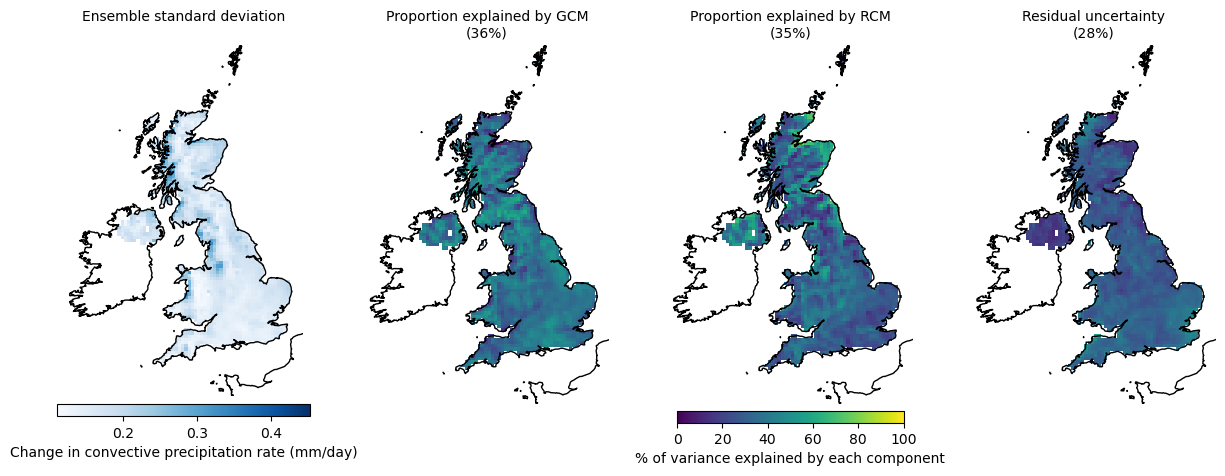 Ensemble standard deviation
Proportion explained by GCM
(36%)
Proportion explained by RCM
(35%)
Residual uncertainty
(28%)
0.2 0.3 0.4
Change in convective precipitation rate (mm/day)
0 20 40 60 80 100
% of variance explained by each component